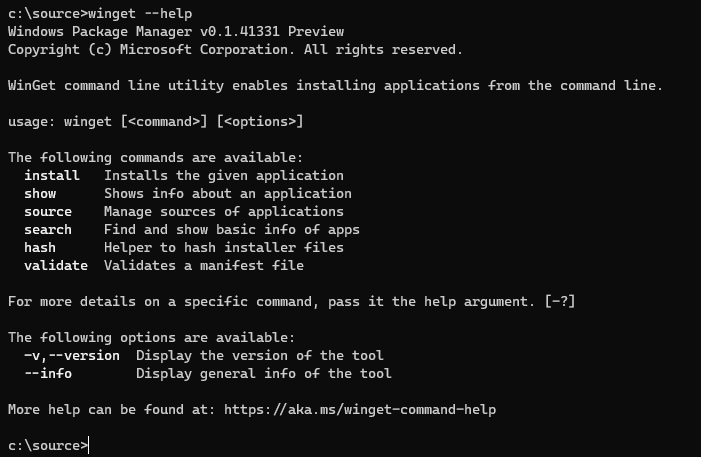 c:\source>winget --help
Windows Package Manager v0.1.41331 Preview
Copyright (c) Microsoft Corporation. All rights reserved.
WinGet command line utility enables installing applications from the command line.
usage: winget [<command>] [<options>]
The following commands are available:
install   Installs the given application
show      Shows info about an application
source    Manage sources of applications
search    Find and show basic info of apps
hash      Helper to hash installer files
validate  Validates a manifest file
For more details on a specific command, pass it the help argument. [-?]
The following options are available:
-v,--version  Display the version of the tool
--info        Display general info of the tool
More help can be found at: https://aka.ms/winget-command-help
c:\source>